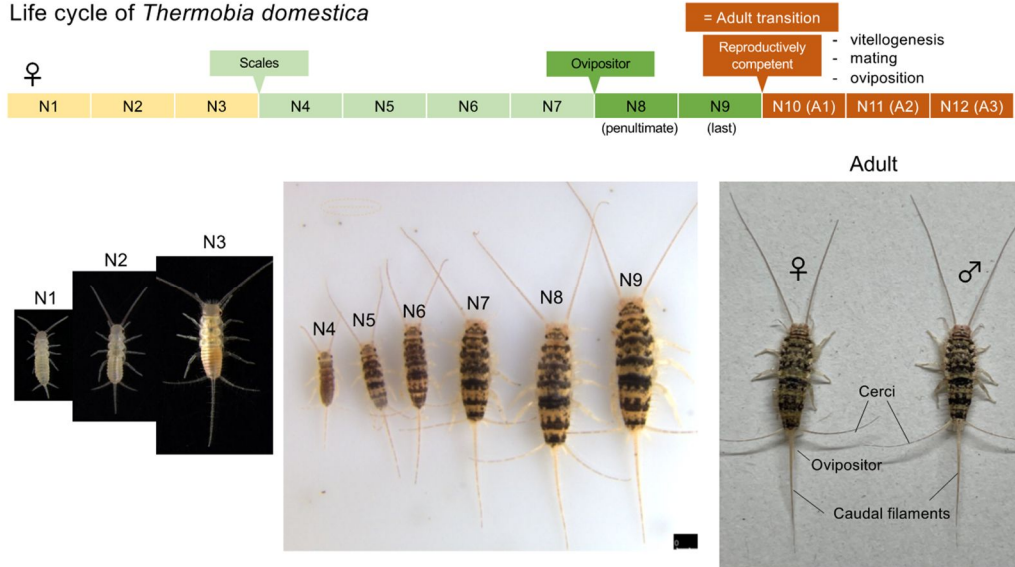 Life cycle of Thermobia domestica
= Adult transition
Scales
Ovipositor
Reproductively
competent
- vitellogenesis
- mating
- oviposition
♀
N1 N2 N3 N4 N5 N6 N7 N8 N9 N10 (A1) N11 (A2) N12 (A3)
(penultimate) (last)
Adult
N1
N2
N3
N4
N5
N6
N7
N8
N9
♀
♂
Cerci
Ovipositor
Caudal filaments